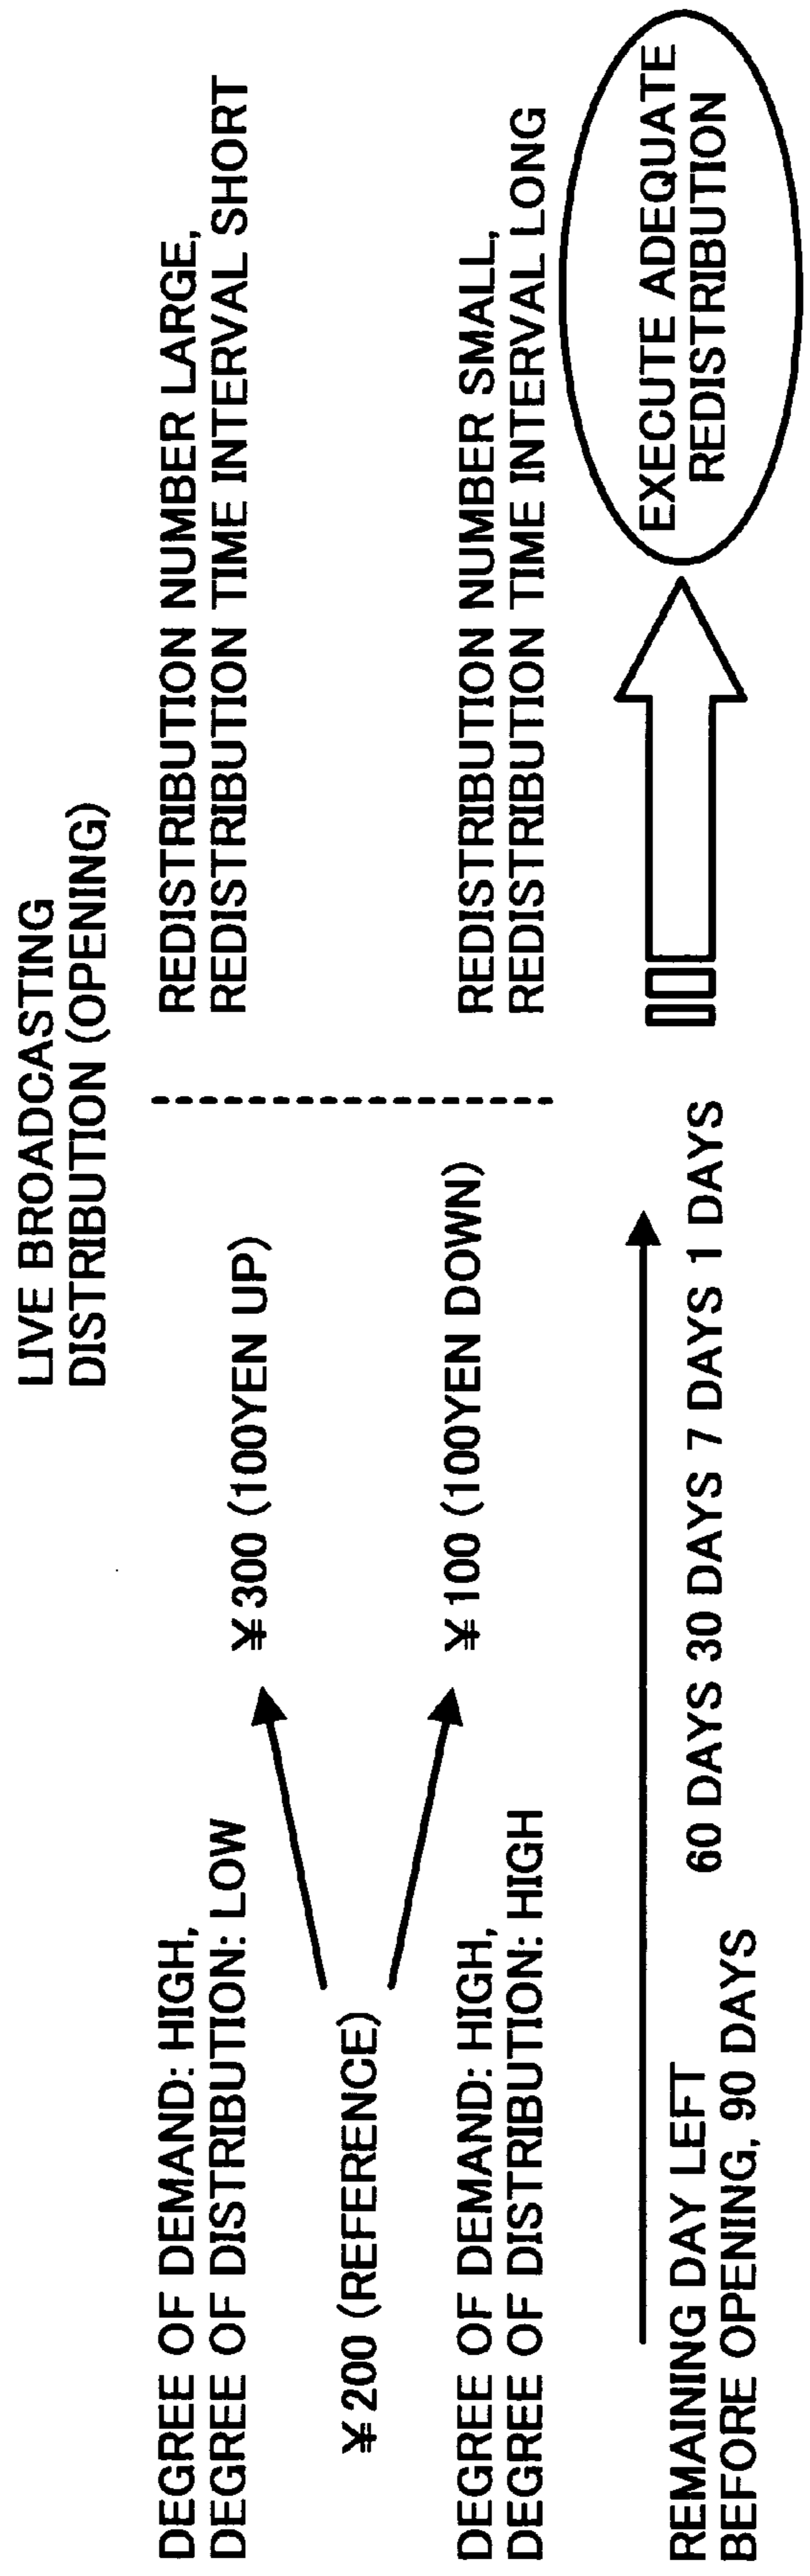 LIVE BROADCASTING
DISTRIBUTION (OPENING)
DEGREE OF DEMAND: HIGH,
DEGREE OF DISTRIBUTION: LOW
¥300 (100YEN UP)
REDISTRIBUTION NUMBER LARGE,
REDISTRIBUTION TIME INTERVAL SHORT
¥200 (REFERENCE)
DEGREE OF DEMAND: HIGH,
DEGREE OF DISTRIBUTION: HIGH
¥100 (100YEN DOWN)
REDISTRIBUTION NUMBER SMALL,
REDISTRIBUTION TIME INTERVAL LONG
REMAINING DAY LEFT
BEFORE OPENING, 90 DAYS
60 DAYS 30 DAYS 7 DAYS 1 DAYS
EXECUTE ADEQUATE
REDISTRIBUTION